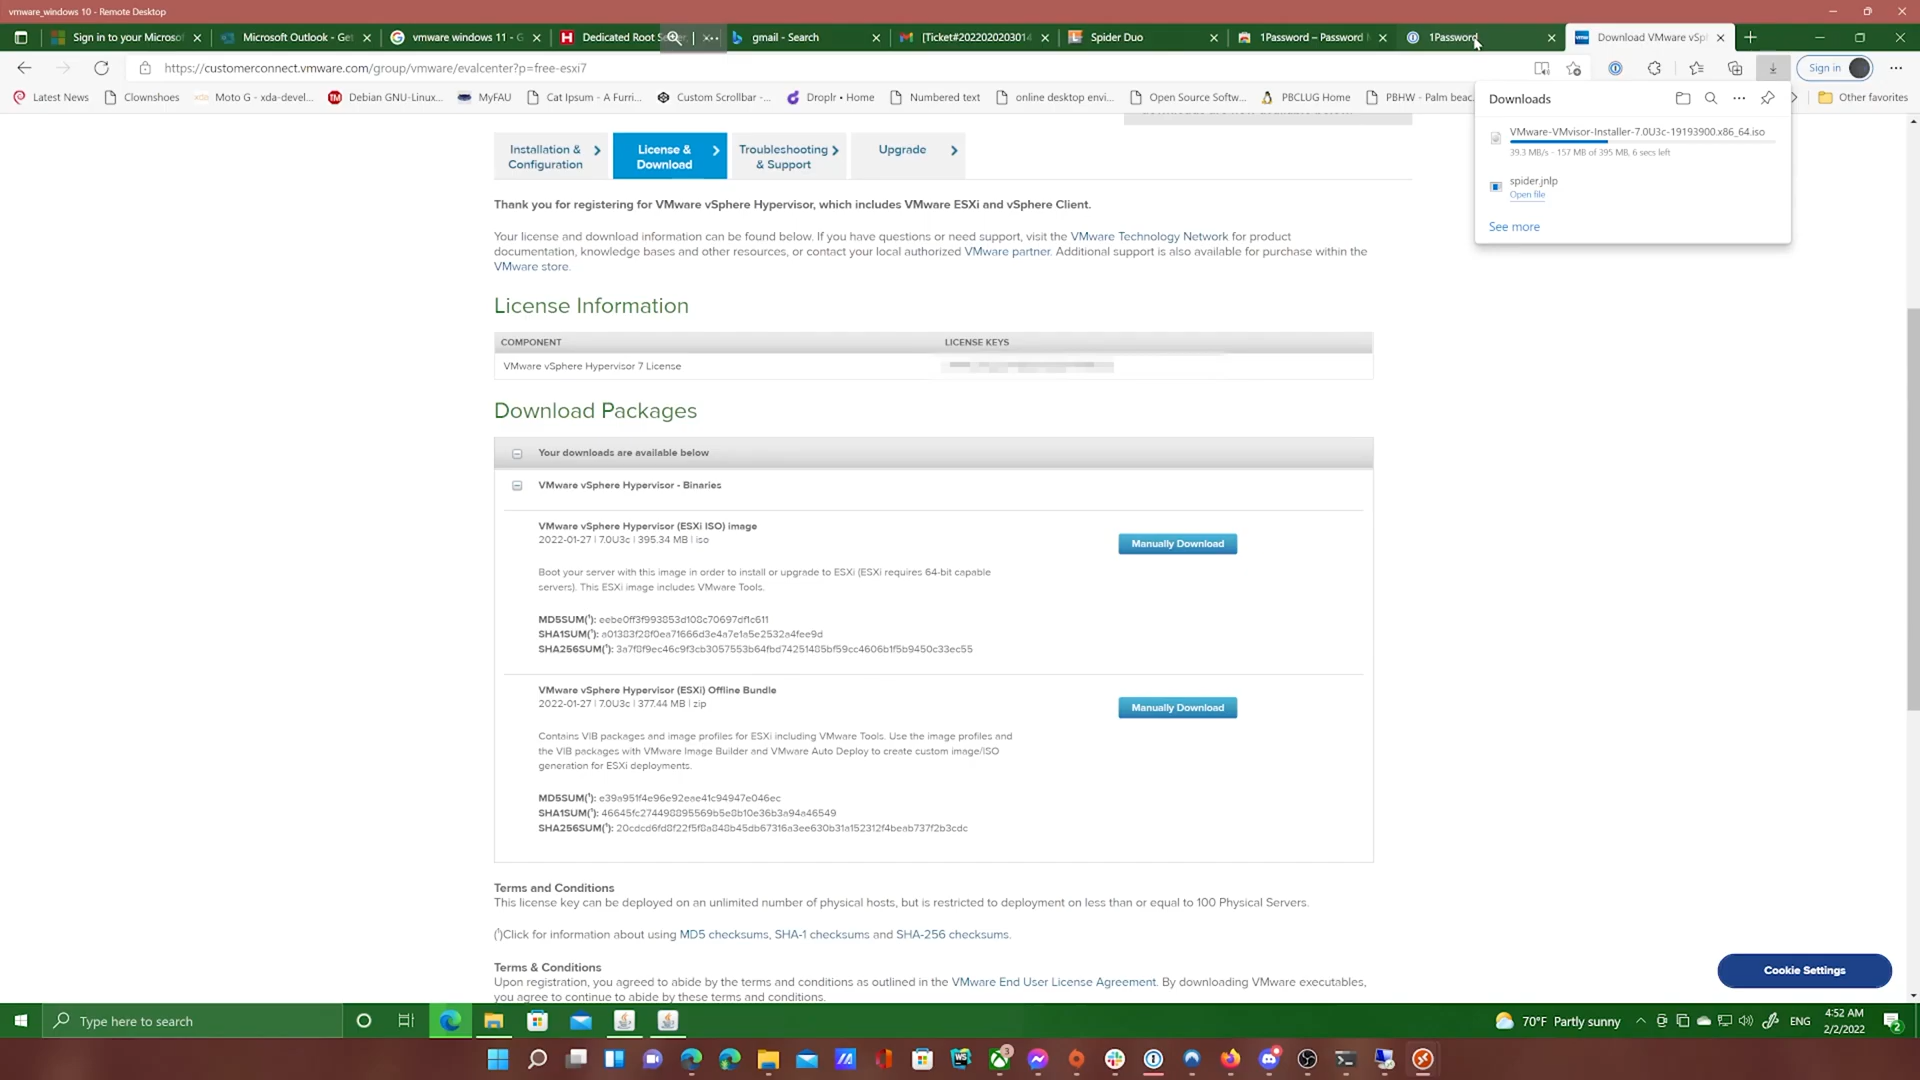 vmware_windows 10 - Remote Desktop
Sign in to your Microsof
Microsoft Outlook - Get
vmware windows 11 - G
Dedicated Root Se
gmail - Search
[Ticket#2022020203014
Spider Duo
1Password – Password M
1Password
Download VMware vSph
https://customerconnect.vmware.com/group/vmware/evalcenter?p=free-esxi7
Sign in
Latest News
Clownshoes
Moto G - xda-devel...
Debian GNU-Linux...
MyFAU
Cat Ipsum - A Furri...
Custom Scrollbar -...
Droplr • Home
Numbered text
online desktop envi...
Open Source Softw...
PBCLUG Home
PBHW - Palm beac
Other favorites
Downloads
VMware-VMvisor-Installer-7.0U3c-19193900.x86_64.iso
39.3 MB/s - 157 MB of 395 MB, 6 secs left
spider.jnlp
Open file
See more
Installation &
Configuration
License &
Download
Troubleshooting
& Support
Upgrade
Thank you for registering for VMware vSphere Hypervisor, which includes VMware ESXi and vSphere Client.
Your license and download information can be found below. If you have questions or need support, visit the VMware Technology Network for product
documentation, knowledge bases and other resources, or contact your local authorized VMware partner. Additional support is also available for purchase within the
VMware store.
License Information
COMPONENT
LICENSE KEYS
VMware vSphere Hypervisor 7 License
Download Packages
Your downloads are available below
VMware vSphere Hypervisor - Binaries
VMware vSphere Hypervisor (ESXi ISO) image
2022-01-27 | 7.0U3c | 395.34 MB | iso
Manually Download
Boot your server with this image in order to install or upgrade to ESXi (ESXi requires 64-bit capable
servers). This ESXi image includes VMware Tools.
MD5SUM(¹): eebe0ff3f993853d108c70697df1c611
SHA1SUM(¹): a01383f28f0ea71666d3e4a7e1a5e2532a4fee9d
SHA256SUM(¹): 3a7f8f9ec46c9f3cb3057553b64fbd74251485bf59cc4606b1f5b9450c33ec55
VMware vSphere Hypervisor (ESXi) Offline Bundle
2022-01-27 | 7.0U3c | 377.44 MB | zip
Manually Download
Contains VIB packages and image profiles for ESXi including VMware Tools. Use the image profiles and
the VIB packages with VMware Image Builder and VMware Auto Deploy to create custom image/ISO
generation for ESXi deployments.
MD5SUM(¹): e39a951f4e96e92eae41c94947e046ec
SHA1SUM(¹): 46645fc274498895569b5e8b10e36b3a94a46549
SHA256SUM(¹): 20cdcd6fd8f22f5f8a848b45db67316a3ee630b31a152312f4beab737f2b3cdc
Terms and Conditions
This license key can be deployed on an unlimited number of physical hosts, but is restricted to deployment on less than or equal to 100 Physical Servers.
(¹)Click for information about using MD5 checksums, SHA-1 checksums and SHA-256 checksums.
Terms & Conditions
Upon registration, you agreed to abide by the terms and conditions as outlined in the VMware End User License Agreement. By downloading VMware executables,
you agree to continue to abide by these terms and conditions.
Cookie Settings
Type here to search
70°F Partly sunny
ENG
4:52 AM
2/2/2022
2